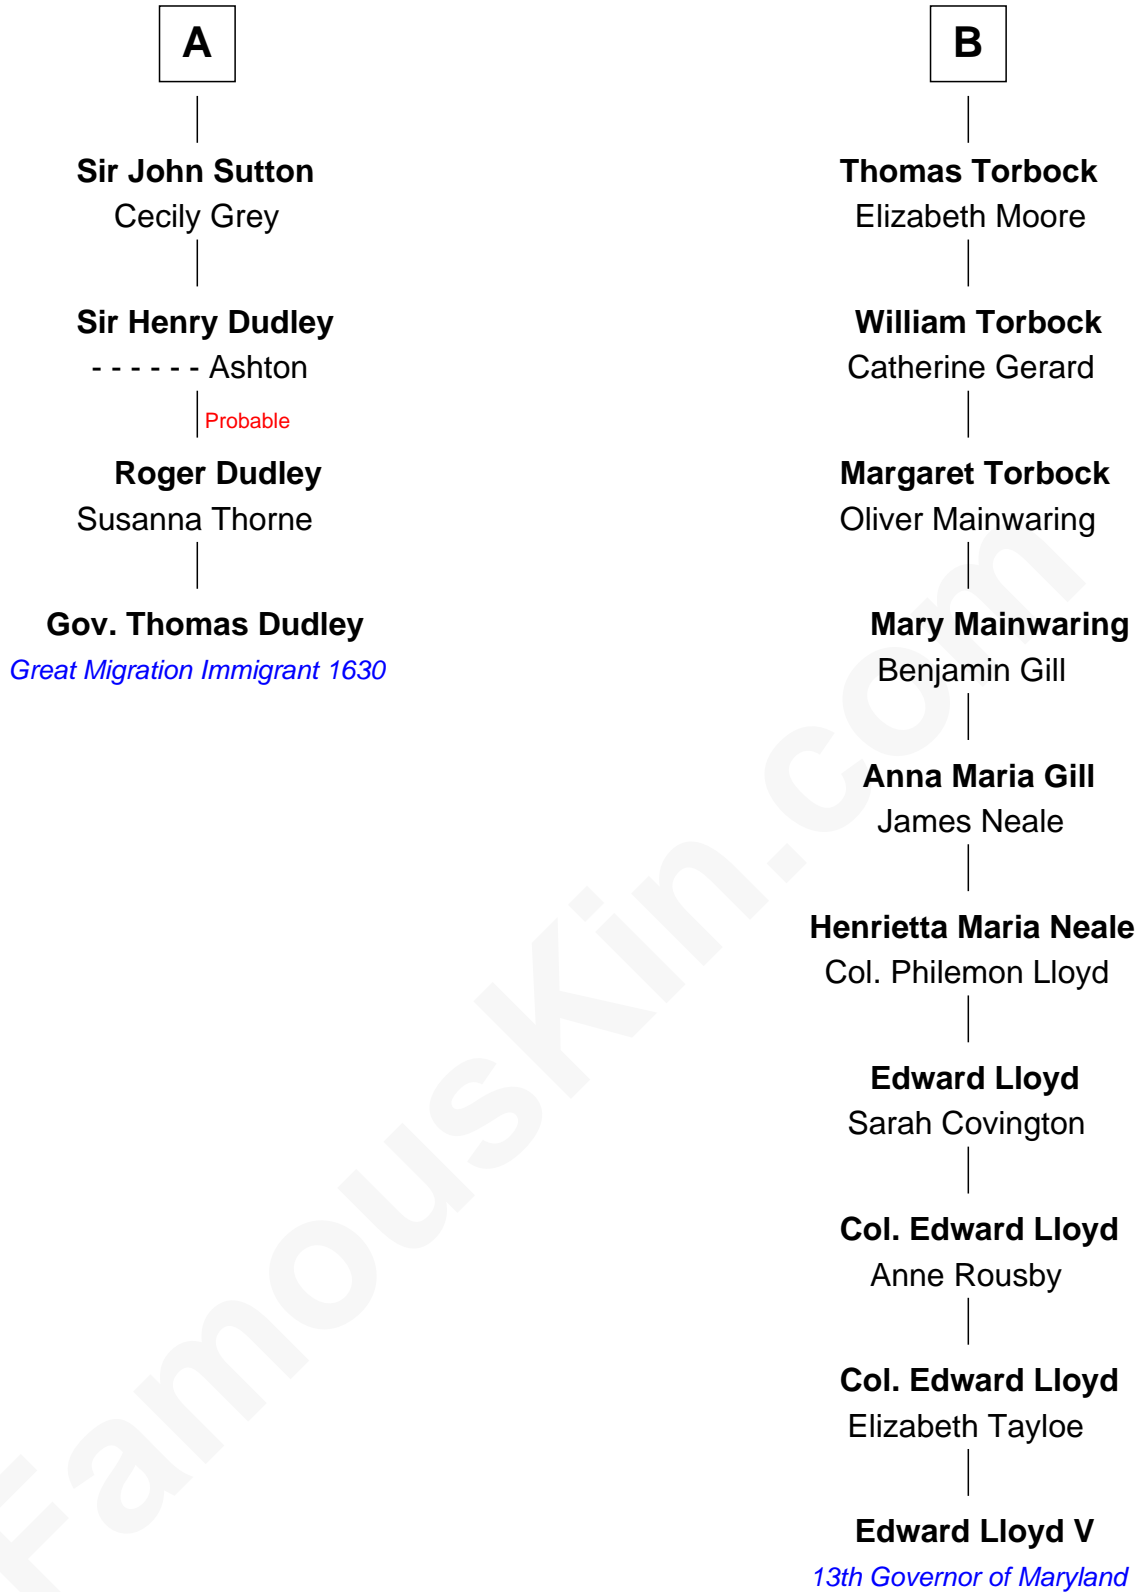 A
Sir John Sutton
Cecily Grey
Sir Henry Dudley
- - - - - - Ashton
Probable
Roger Dudley
Susanna Thorne
Gov. Thomas Dudley
Great Migration Immigrant 1630
B
Thomas Torbock
Elizabeth Moore
William Torbock
Catherine Gerard
Margaret Torbock
Oliver Mainwaring
Mary Mainwaring
Benjamin Gill
Anna Maria Gill
James Neale
Henrietta Maria Neale
Col. Philemon Lloyd
Edward Lloyd
Sarah Covington
Col. Edward Lloyd
Anne Rousby
Col. Edward Lloyd
Elizabeth Tayloe
Edward Lloyd V
13th Governor of Maryland
FamousKin.com